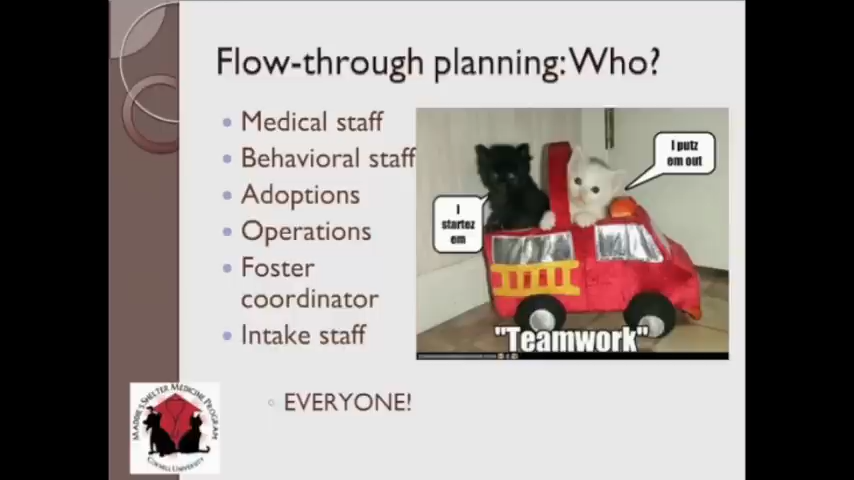 Flow-through planning: Who?
Medical staff
Behavioral staff
Adoptions
Operations
Foster
coordinator
Intake staff
EVERYONE!
I
startez
em
I putz
em out
"Teamwork"
MADDIE'S SHELTER MEDICINE PROGRAM
CORNELL UNIVERSITY